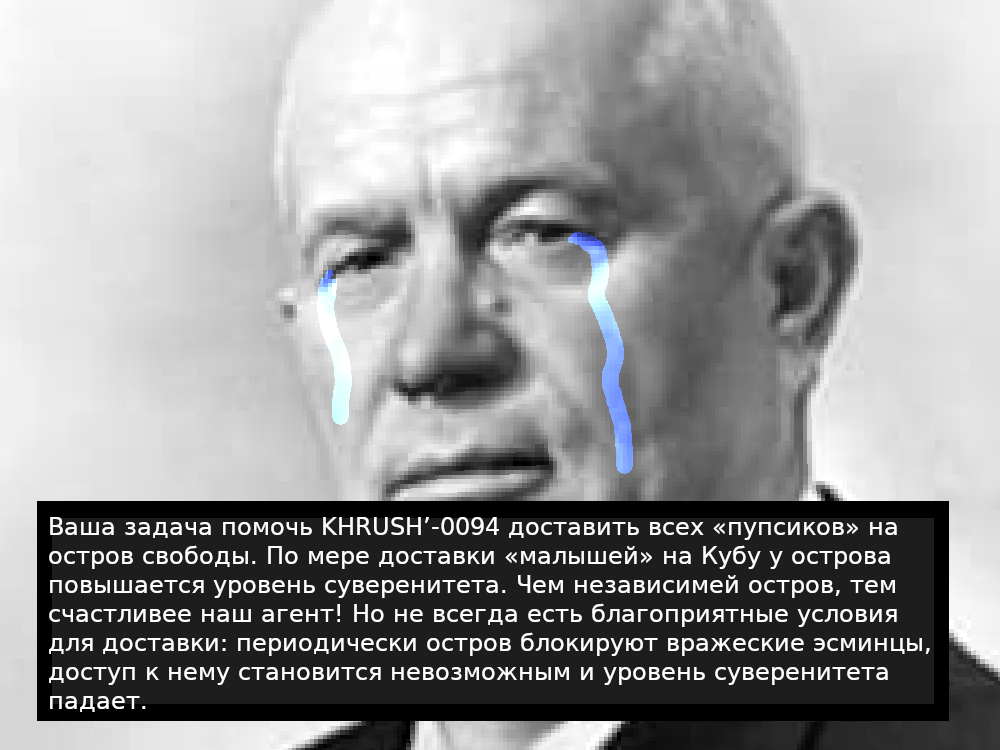 Ваша задача помочь KHRUSH’-0094 доставить всех «пупсиков» на
остров свободы. По мере доставки «малышей» на Кубу у острова
повышается уровень суверенитета. Чем независимей остров, тем
счастливее наш агент! Но не всегда есть благоприятные условия
для доставки: периодически остров блокируют вражеские эсминцы,
доступ к нему становится невозможным и уровень суверенитета
падает.